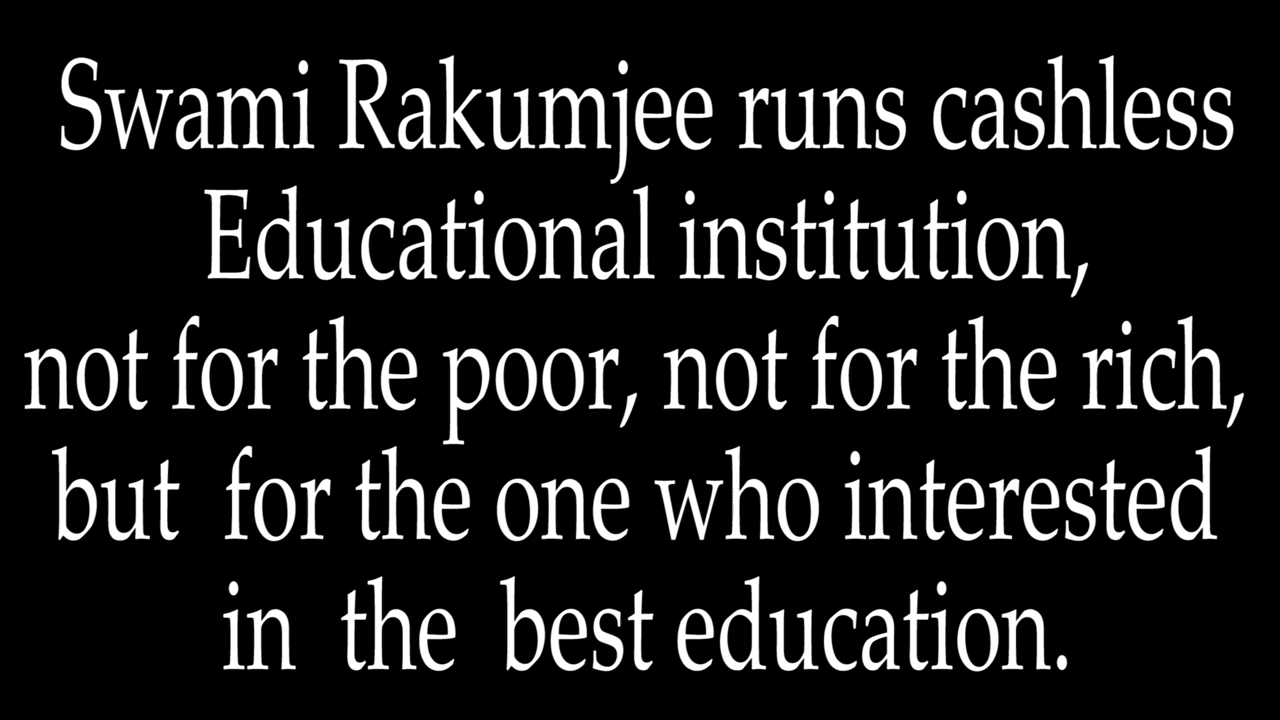 Swami Rakumjee runs cashless
Educational institution,
not for the poor, not for the rich,
but for the one who interested
in the best education.